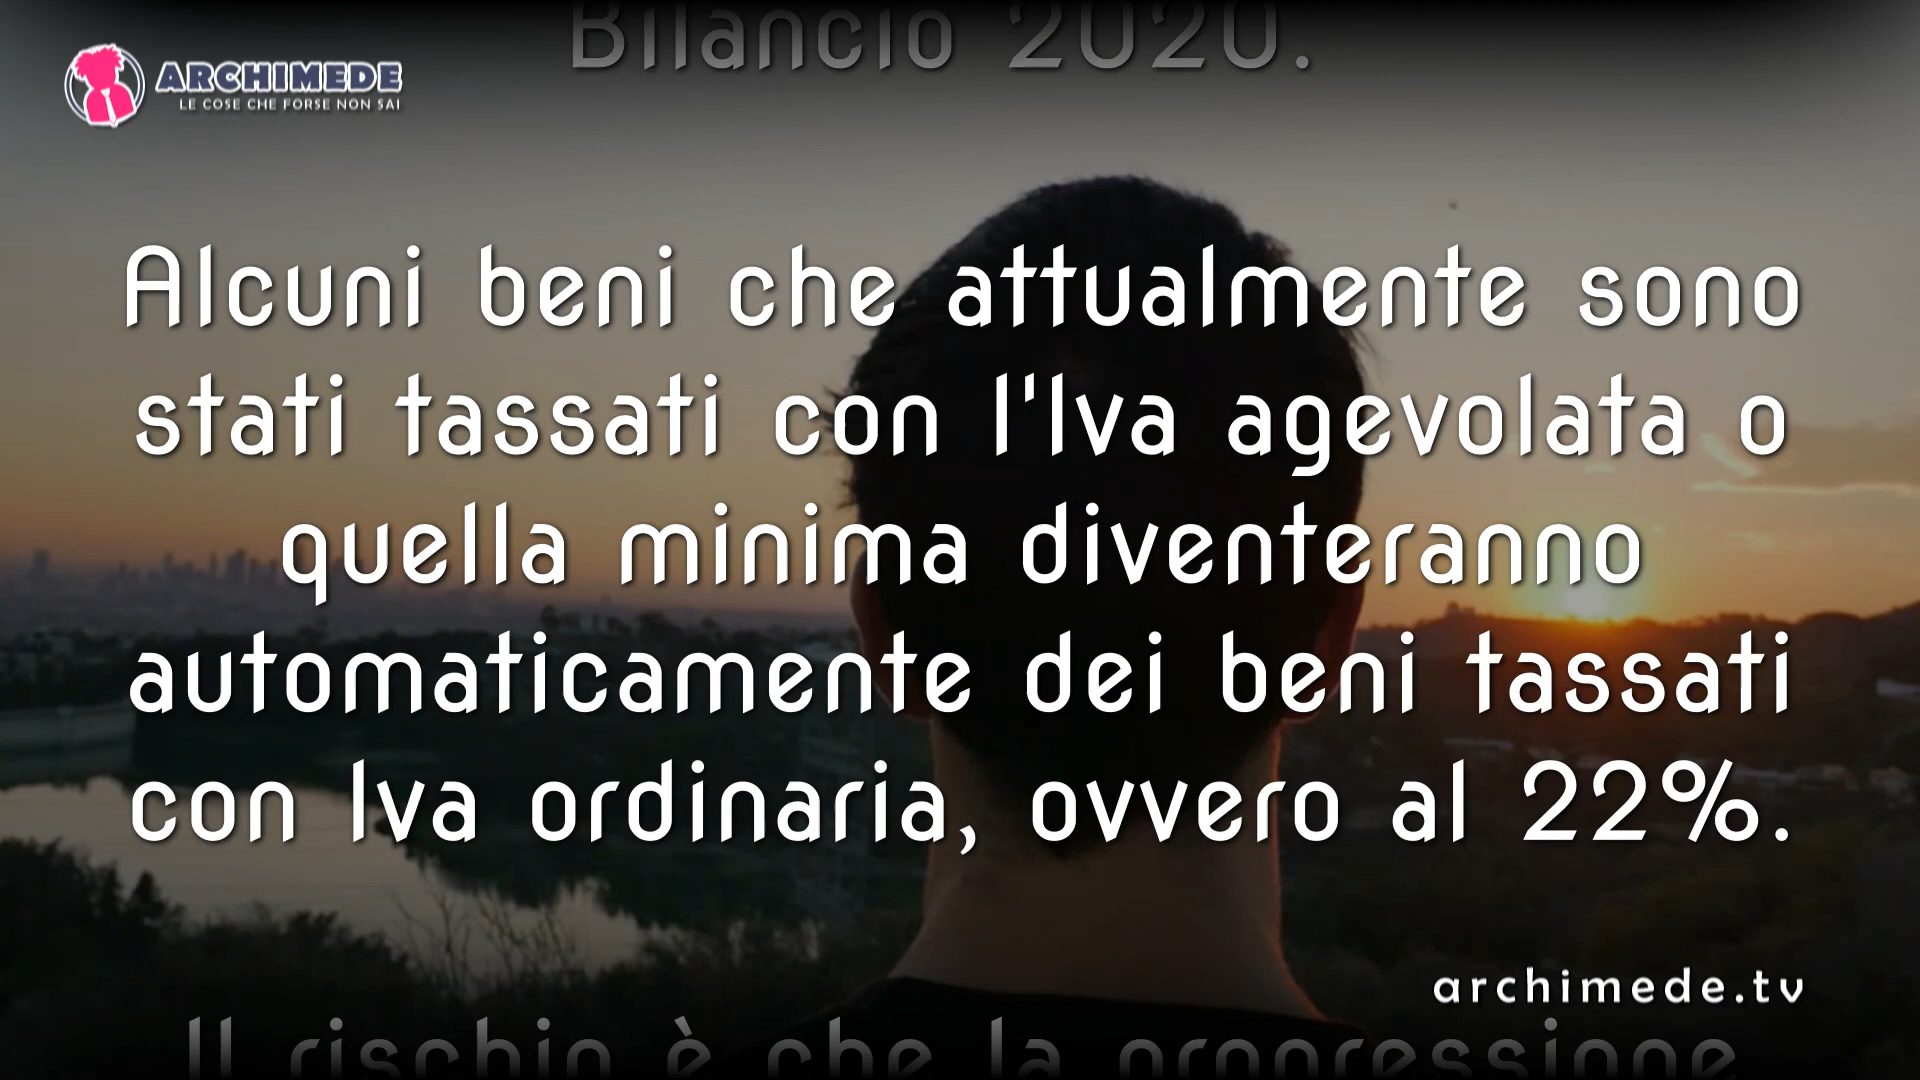 Bilancio 2020.
ARCHIMEDE
LE COSE CHE FORSE NON SAI
Alcuni beni che attualmente sono
stati tassati con l'Iva agevolata o
quella minima diventeranno
automaticamente dei beni tassati
con Iva ordinaria, ovvero al 22%.
archimede.tv
Il rischio è che la progressione